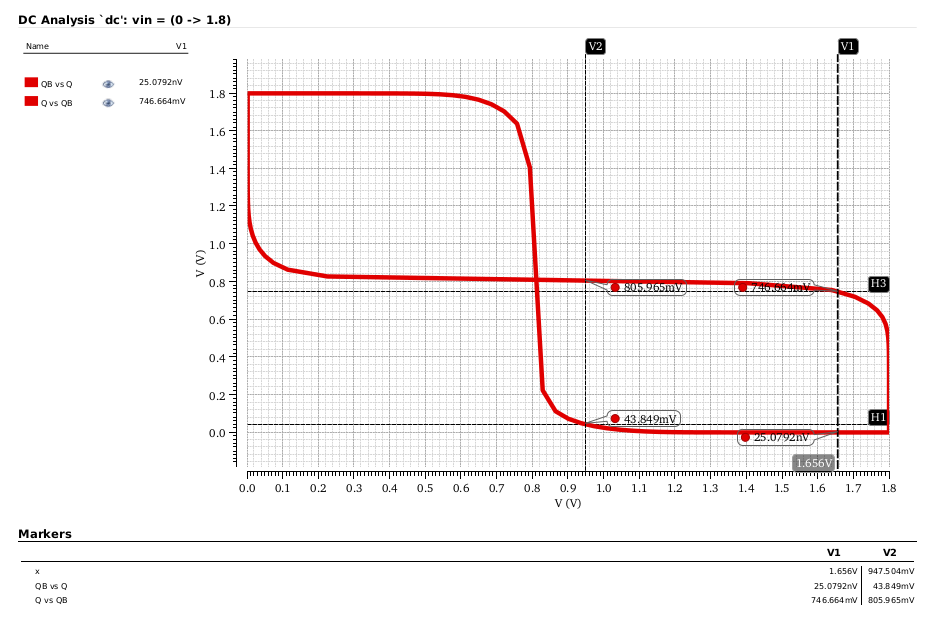 DC Analysis `dc': vin = (0 -> 1.8)
Name V1
QB vs Q 25.0792nV
Q vs QB 746.664mV
V2 V1
1.8
1.6
1.4
1.2
1.0
0.8
0.6
0.4
0.2
0.0
V (V)
H3
805.965mV 746.664mV
H1
43.849mV
25.0792nV
1.656V
0.0 0.1 0.2 0.3 0.4 0.5 0.6 0.7 0.8 0.9 1.0 1.1 1.2 1.3 1.4 1.5 1.6 1.7 1.8
V (V)
Markers
V1 V2
x 1.656V 947.504mV
QB vs Q 25.0792nV 43.849mV
Q vs QB 746.664mV 805.965mV